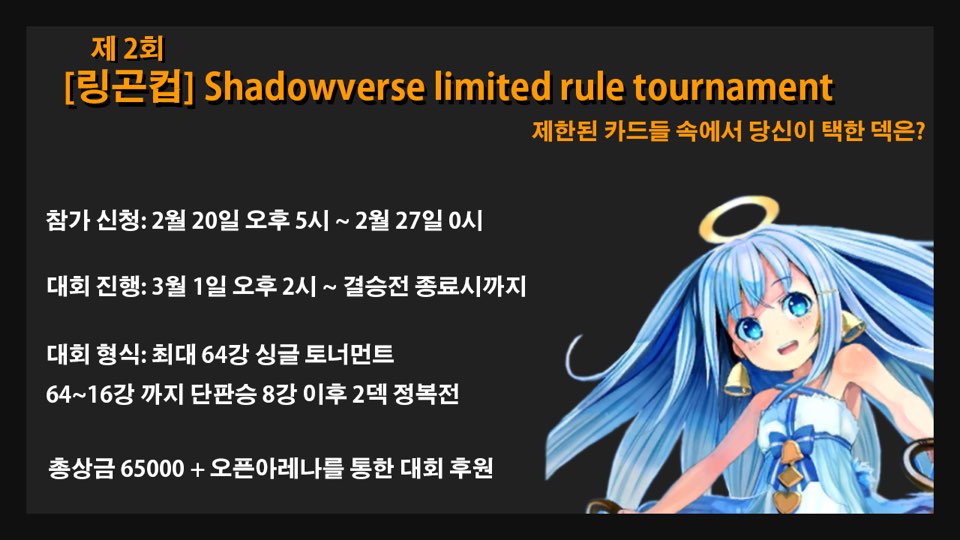 제 2회
[링곤컵] Shadowverse limited rule tournament
제한된 카드들 속에서 당신이 택한 덱은?
참가 신청: 2월 20일 오후 5시 ~ 2월 27일 0시
대회 진행: 3월 1일 오후 2시 ~ 결승전 종료시까지
대회 형식: 최대 64강 싱글 토너먼트
64~16강 까지 단판승 8강 이후 2덱 정복전
총상금 65000 + 오픈아레나를 통한 대회 후원